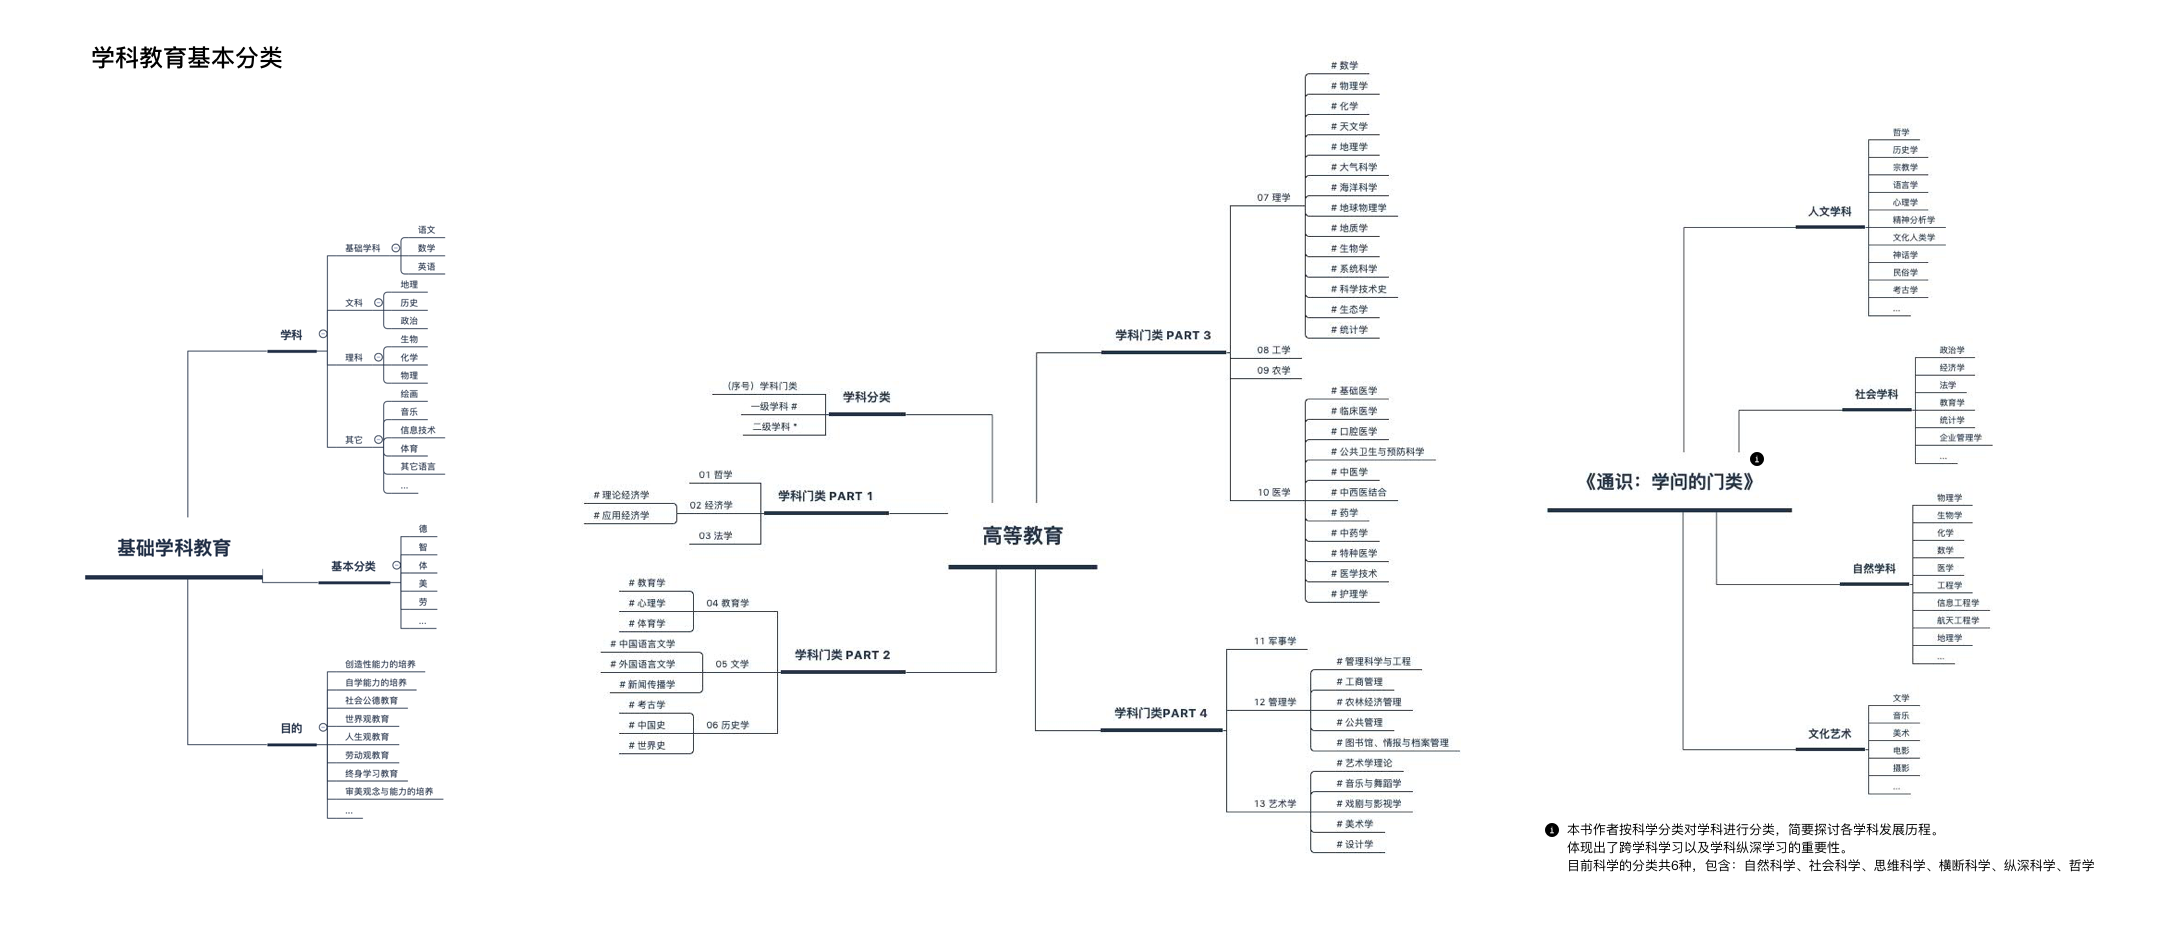 学科教育基本分类
基础学科教育
学科
基础学科
语文
数学
英语
文科
地理
历史
政治
理科
生物
化学
物理
其它
绘画
音乐
信息技术
体育
其它语言
...
基本分类
德
智
体
美
劳
...
目的
创造性能力的培养
自学能力的培养
社会公德教育
世界观教育
人生观教育
劳动观教育
终身学习教育
审美观念与能力的培养
...
高等教育
学科分类
（序号）学科门类
一级学科 #
二级学科 *
学科门类 PART 1
01 哲学
02 经济学
# 理论经济学
# 应用经济学
03 法学
学科门类 PART 2
04 教育学
# 教育学
# 心理学
# 体育学
05 文学
# 中国语言文学
# 外国语言文学
# 新闻传播学
06 历史学
# 考古学
# 中国史
# 世界史
学科门类 PART 3
07 理学
# 数学
# 物理学
# 化学
# 天文学
# 地理学
# 大气科学
# 海洋科学
# 地球物理学
# 地质学
# 生物学
# 系统科学
# 科学技术史
# 生态学
# 统计学
08 工学
09 农学
10 医学
# 基础医学
# 临床医学
# 口腔医学
# 公共卫生与预防科学
# 中医学
# 中西医结合
# 药学
# 中药学
# 特种医学
# 医学技术
# 护理学
学科门类PART 4
11 军事学
12 管理学
# 管理科学与工程
# 工商管理
# 农林经济管理
# 公共管理
# 图书馆、情报与档案管理
13 艺术学
# 艺术学理论
# 音乐与舞蹈学
# 戏剧与影视学
# 美术学
# 设计学
《通识：学问的门类》
1
人文学科
哲学
历史学
宗教学
语言学
心理学
精神分析学
文化人类学
神话学
民俗学
考古学
...
社会学科
政治学
经济学
法学
教育学
统计学
企业管理学
...
自然学科
物理学
生物学
化学
数学
医学
工程学
信息工程学
航天工程学
地理学
...
文化艺术
文学
音乐
美术
电影
摄影
...
1 本书作者按科学分类对学科进行分类，简要探讨各学科发展历程。
体现出了跨学科学习以及学科纵深学习的重要性。
目前科学的分类共6种，包含：自然科学、社会科学、思维科学、横断科学、纵深科学、哲学